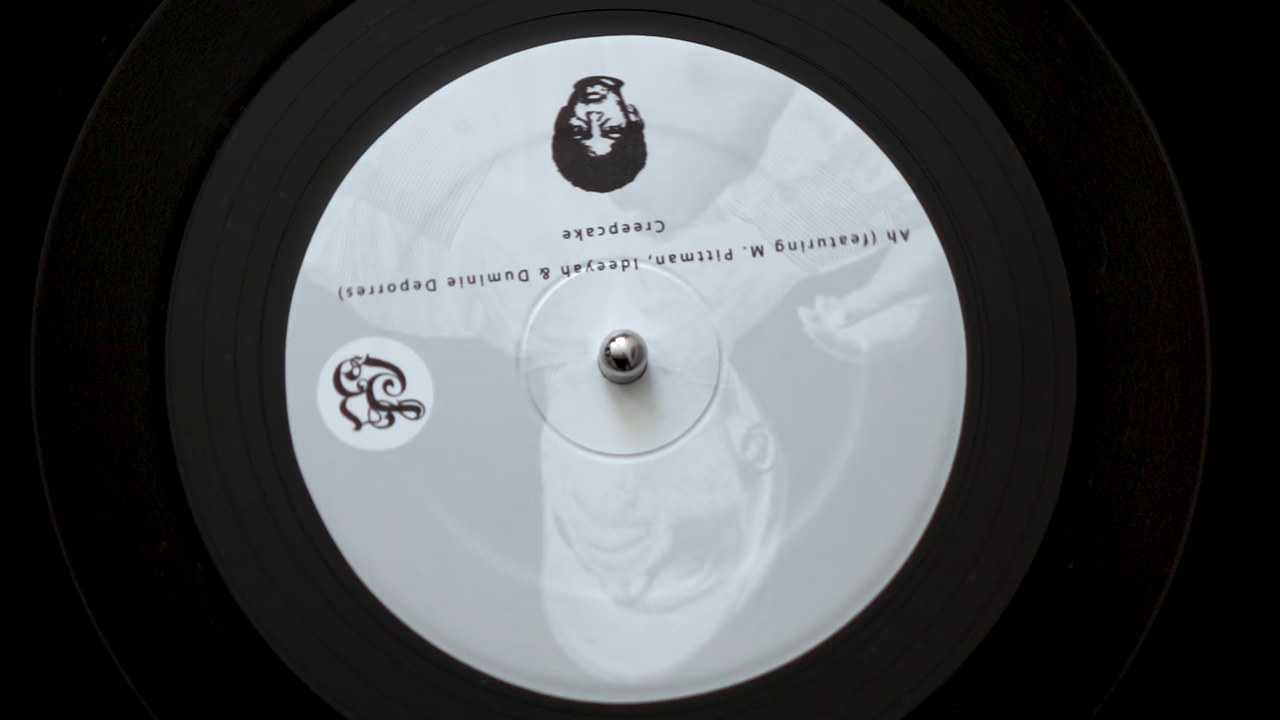 Ah (featuring M. Pittman, Ideeyah & Duminie Deporres)
Creepcake